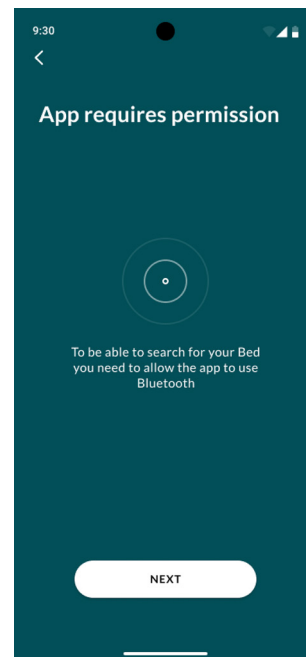 9:30
App requires permission
To be able to search for your Bed
you need to allow the app to use
Bluetooth
NEXT